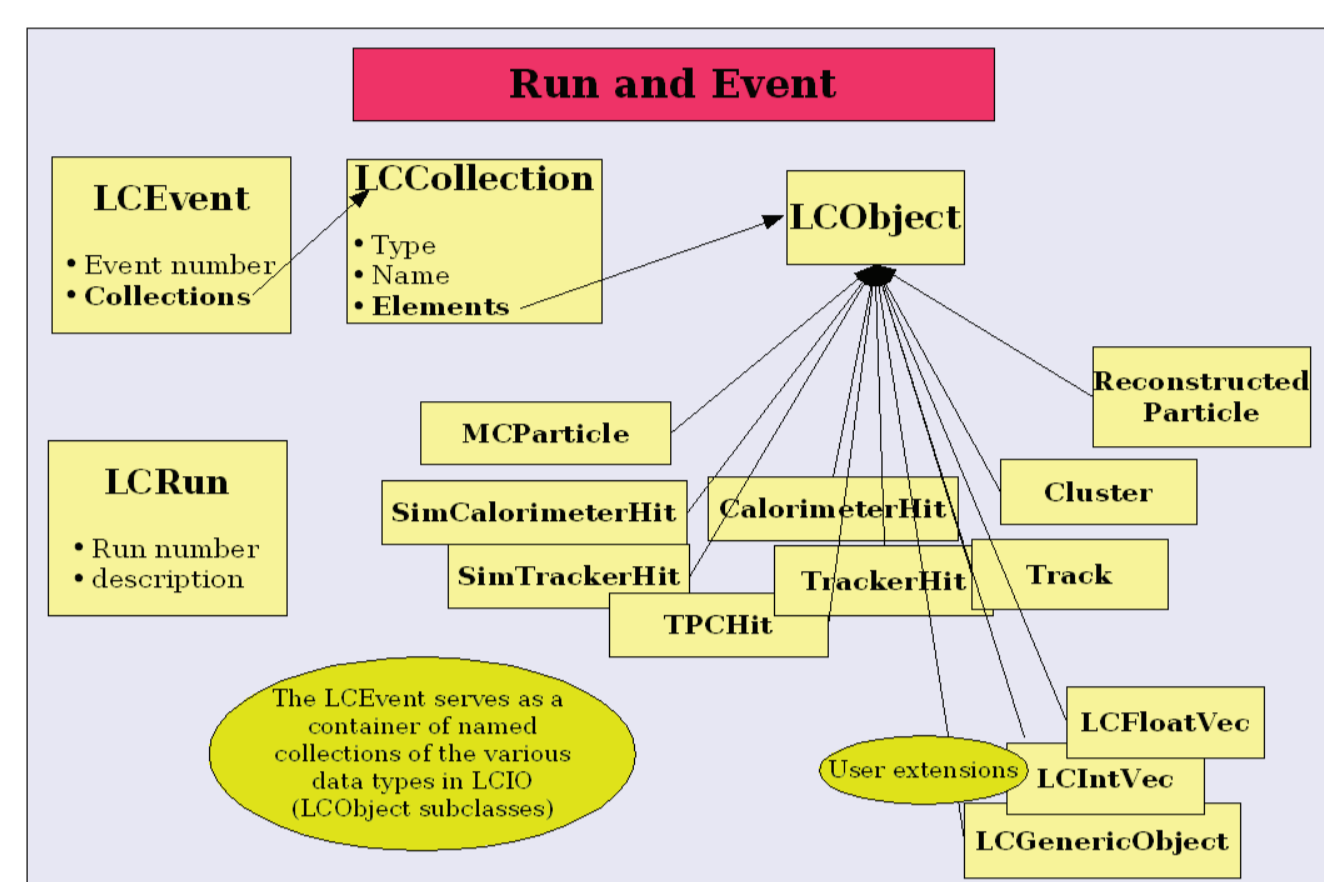 Run and Event
LCEvent
• Event number
• Collections
LCCollection
• Type
• Name
• Elements
LCObject
Reconstructed
Particle
MCParticle
LCRun
• Run number
• description
SimCalorimeterHit
CalorimeterHit
Cluster
SimTrackerHit
TrackerHit
Track
TPCHit
The LCEvent serves as a
container of named
collections of the various
data types in LCIO
(LCObject subclasses)
User extensions
LCFloatVec
LCIntVec
LCGenericObject